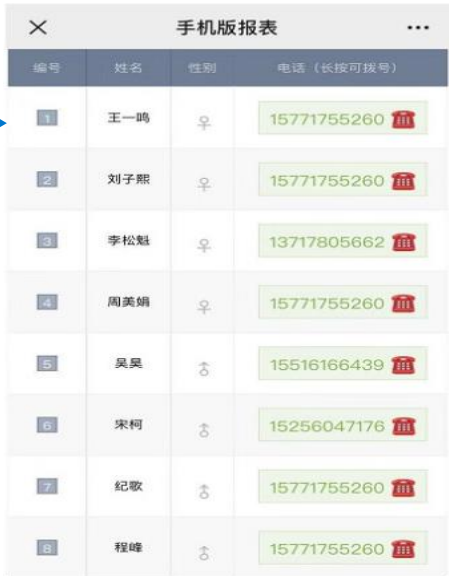 手机版报表
编号 姓名 性别 电话（长按可拨号）
1 王一鸣 ♀ 15771755260
2 刘子熙 ♀ 15771755260
3 李松魁 ♀ 13717805662
4 周美娟 ♀ 15771755260
5 吴昊 ♂ 15516166439
6 宋柯 ♂ 15256047176
7 纪歌 ♂ 15771755260
8 程峰 ♂ 15771755260